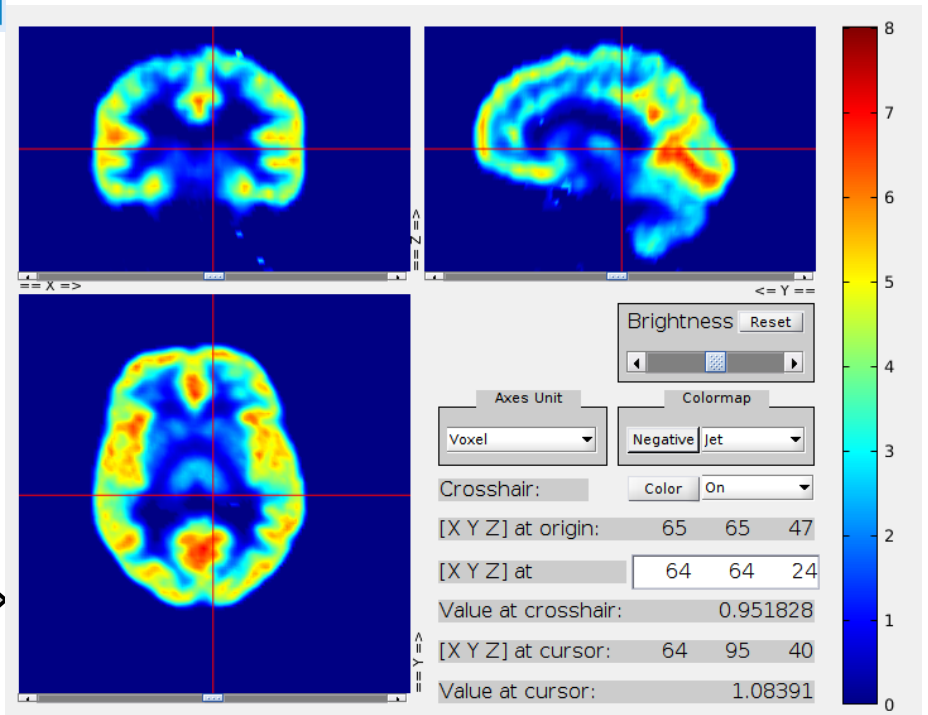 8
7
6
5
4
3
2
1
0
== Z =>
== X =>
<= Y ==
Brightness Reset
Axes Unit
Colormap
Voxel
Negative Jet
Crosshair: Color On
[X Y Z] at origin: 65 65 47
[X Y Z] at 64 64 24
Value at crosshair: 0.951828
[X Y Z] at cursor: 64 95 40
Value at cursor: 1.08391
== Y =>